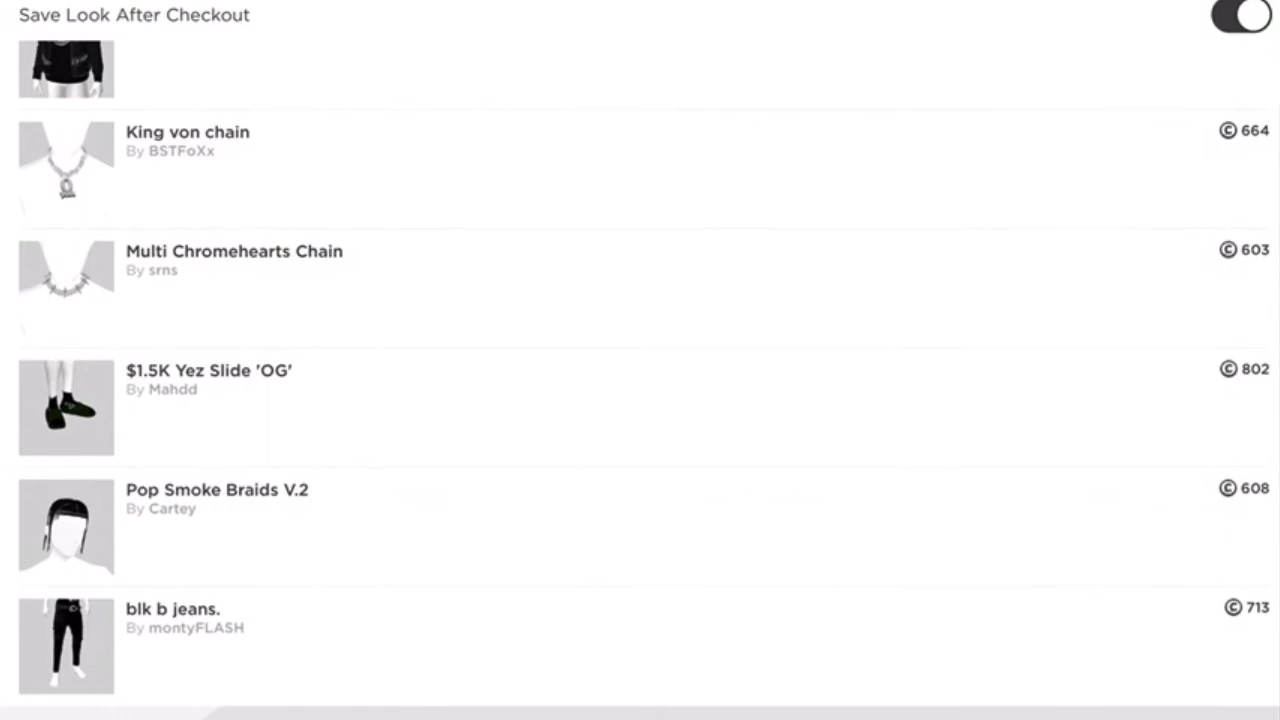 Save Look After Checkout
King von chain
© 664
By BSTFoXx
Multi Chromehearts Chain
© 603
By srns
$1.5K Yez Slide 'OG'
© 802
By Mahdd
Pop Smoke Braids V.2
© 608
By Cartey
blk b jeans.
© 713
By montyFLASH